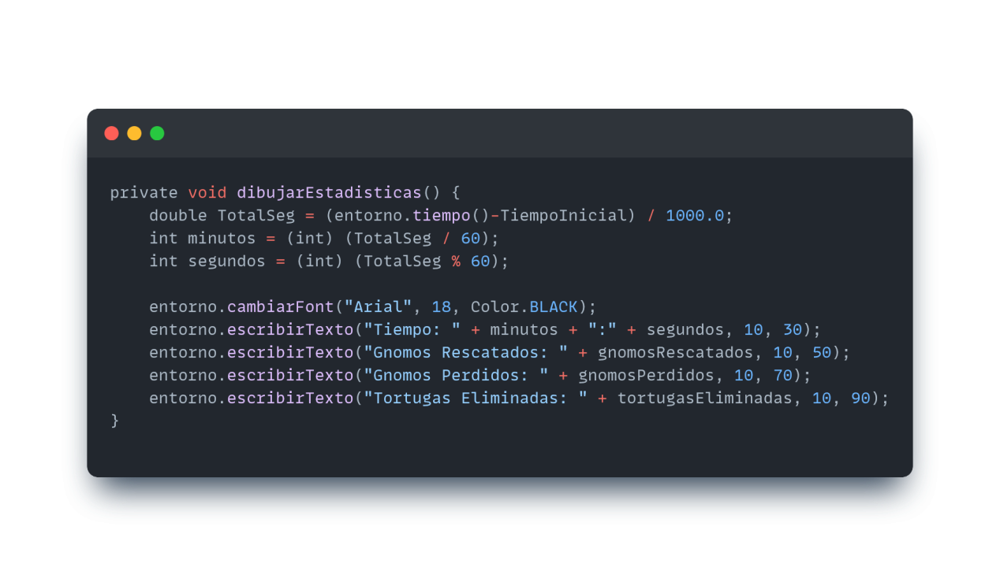 private void dibujarEstadisticas() {
    double TotalSeg = (entorno.tiempo()-TiempoInicial) / 1000.0;
    int minutos = (int) (TotalSeg / 60);
    int segundos = (int) (TotalSeg % 60);

    entorno.cambiarFont("Arial", 18, Color.BLACK);
    entorno.escribirTexto("Tiempo: " + minutos + ":" + segundos, 10, 30);
    entorno.escribirTexto("Gnomos Rescatados: " + gnomosRescatados, 10, 50);
    entorno.escribirTexto("Gnomos Perdidos: " + gnomosPerdidos, 10, 70);
    entorno.escribirTexto("Tortugas Eliminadas: " + tortugasEliminadas, 10, 90);
}